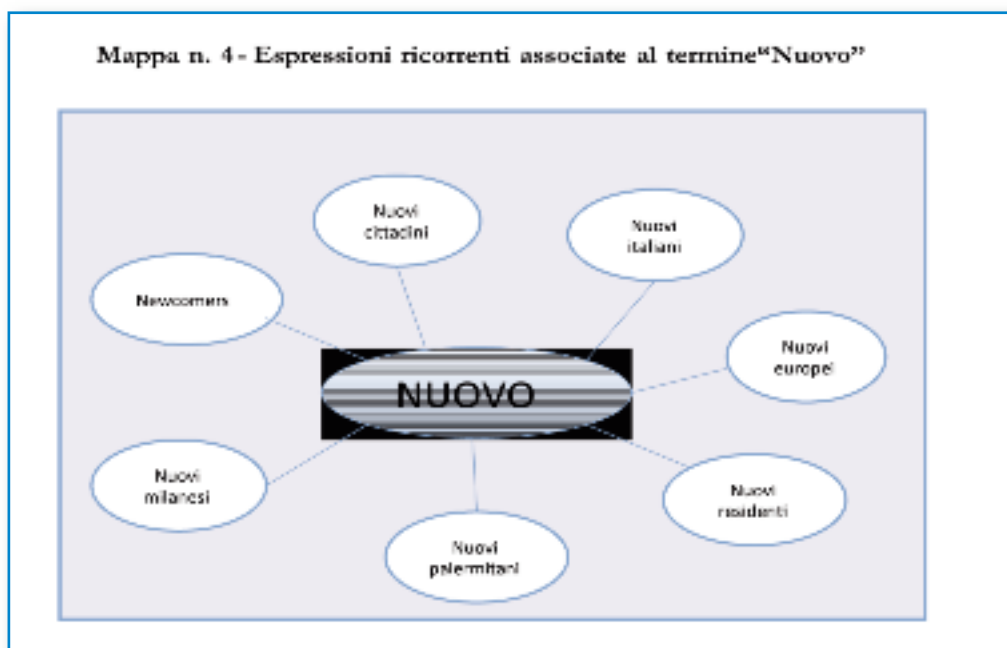 Mappa n. 4- Espressioni ricorrenti associate al termine“Nuovo”
Nuovi
cittadini
Nuovi
italiani
Newcomers
Nuovi
europei
NUOVO
Nuovi
milanesi
Nuovi
residenti
Nuovi
palermitani